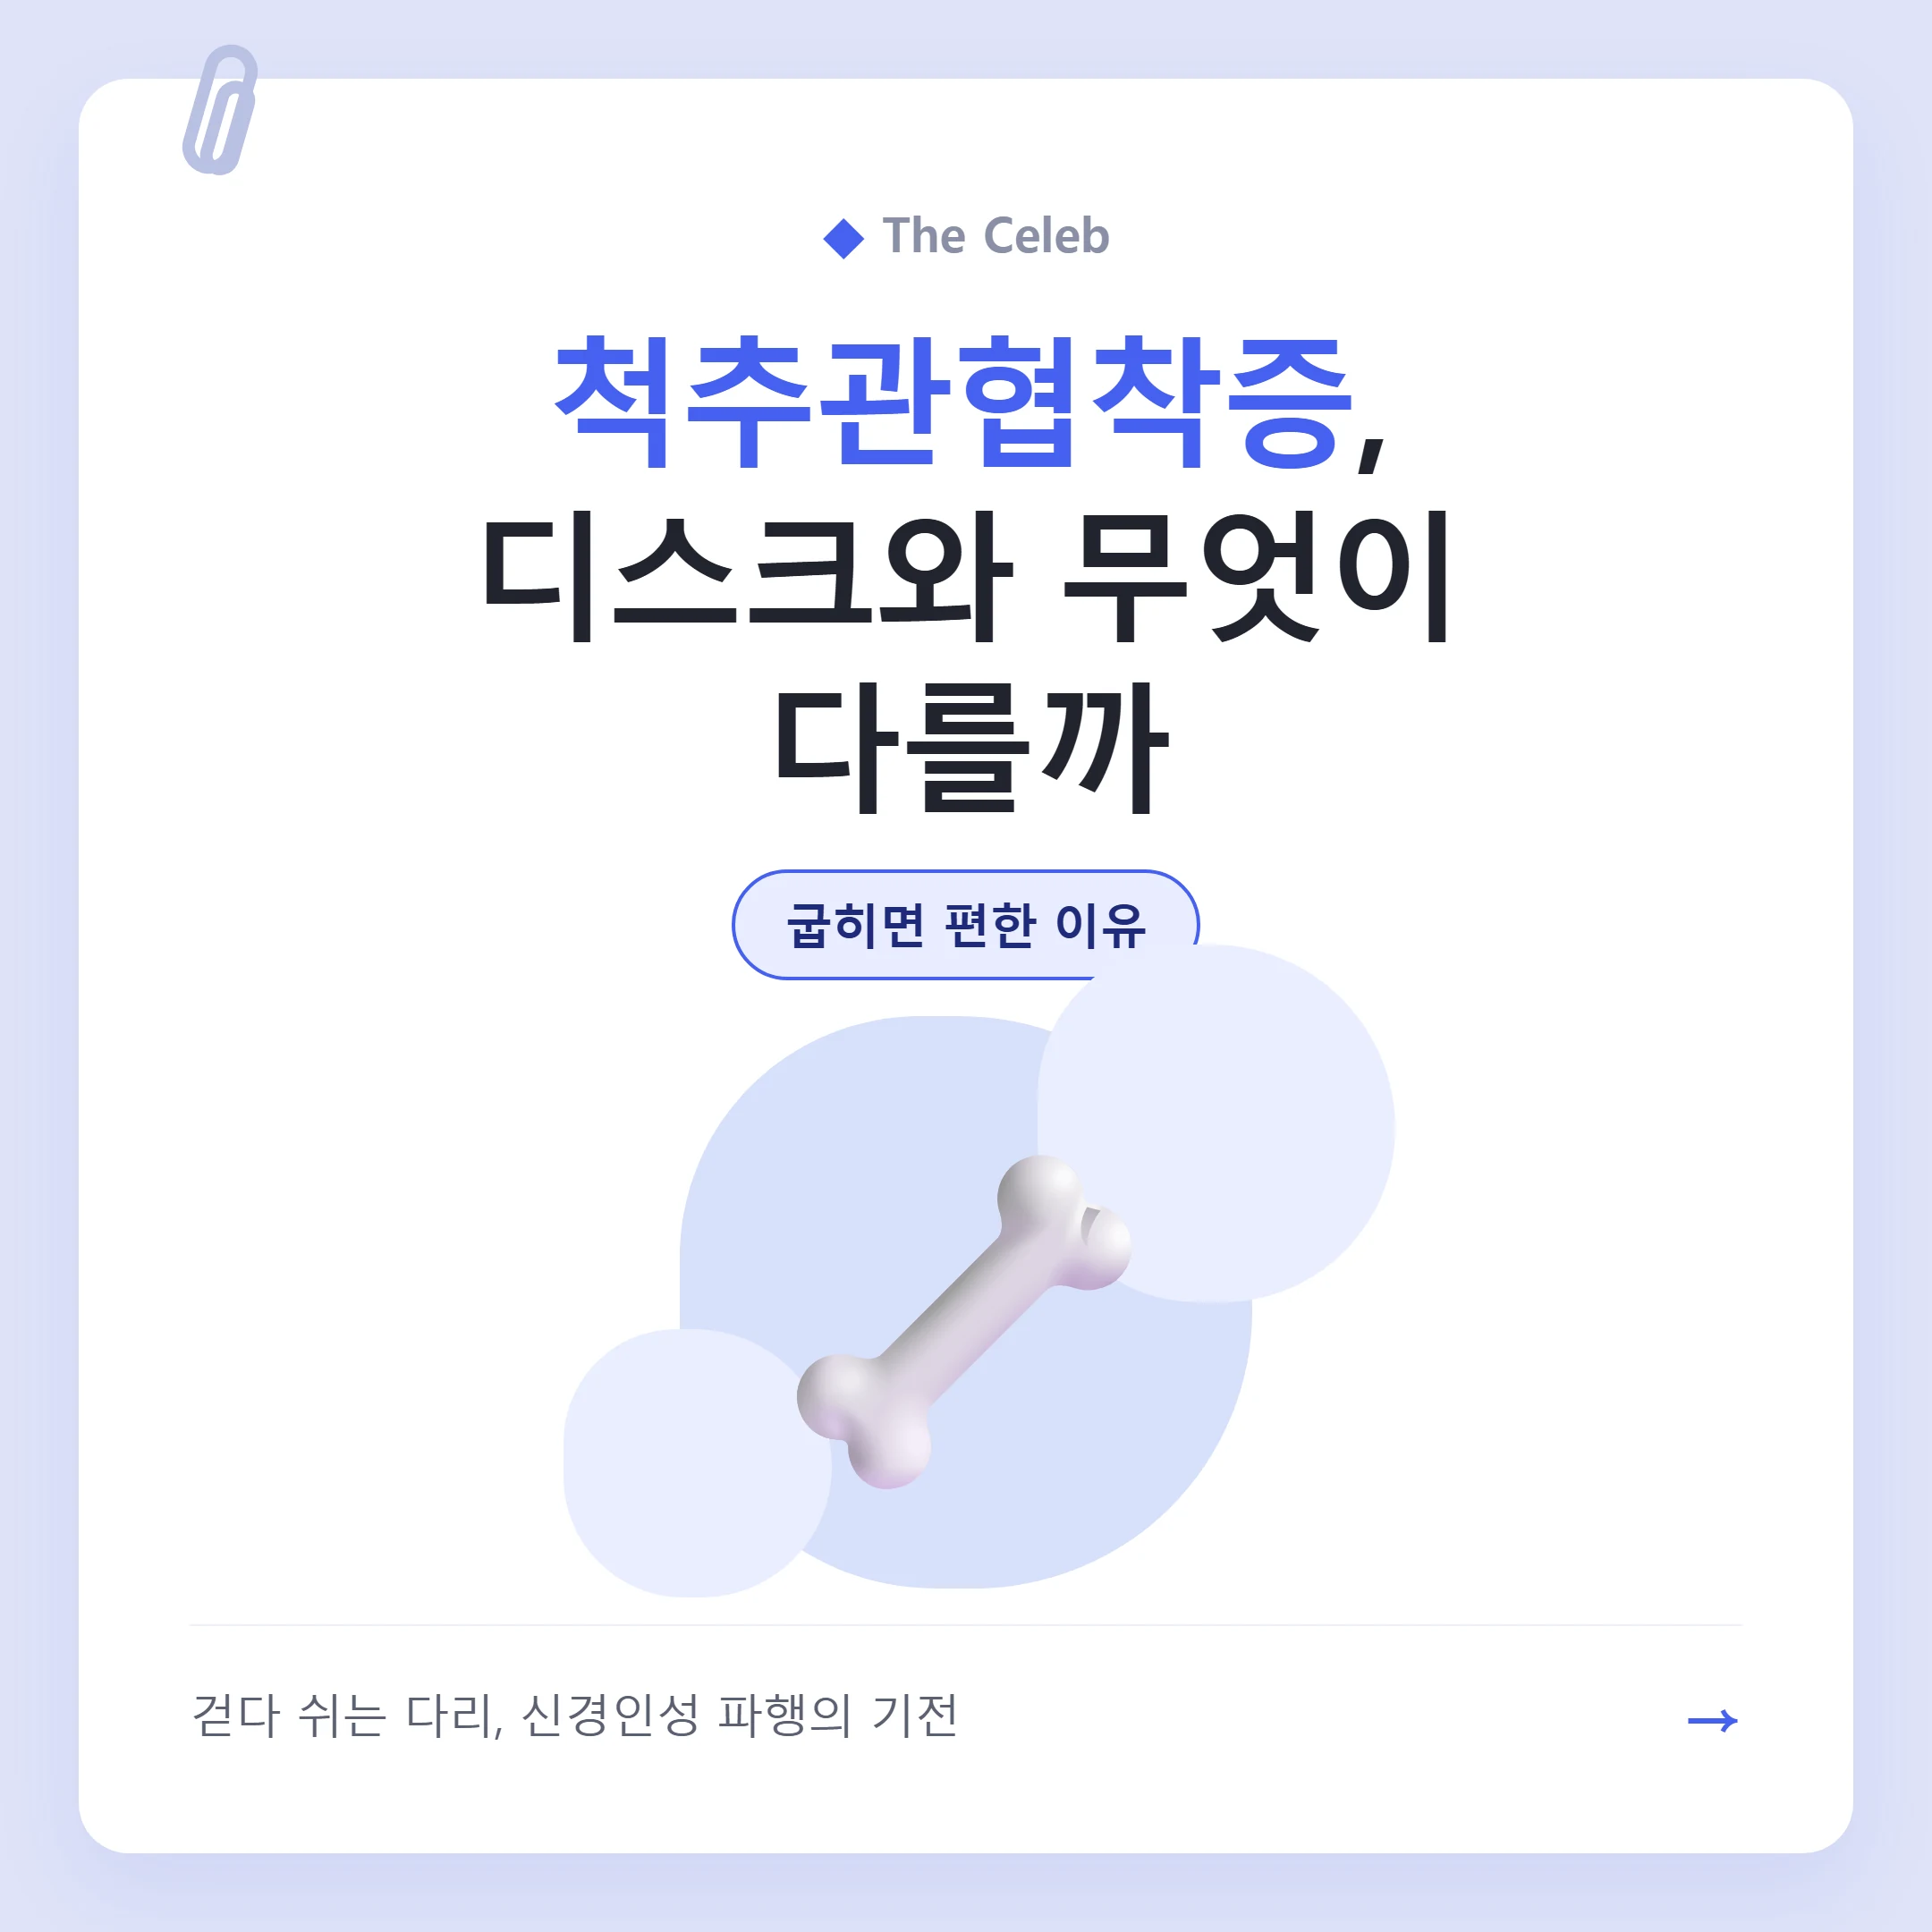 The Celeb
척추관협착증,
디스크와 무엇이
다를까
굽히면 편한 이유
걷다 쉬는 다리, 신경인성 파행의 기전
→